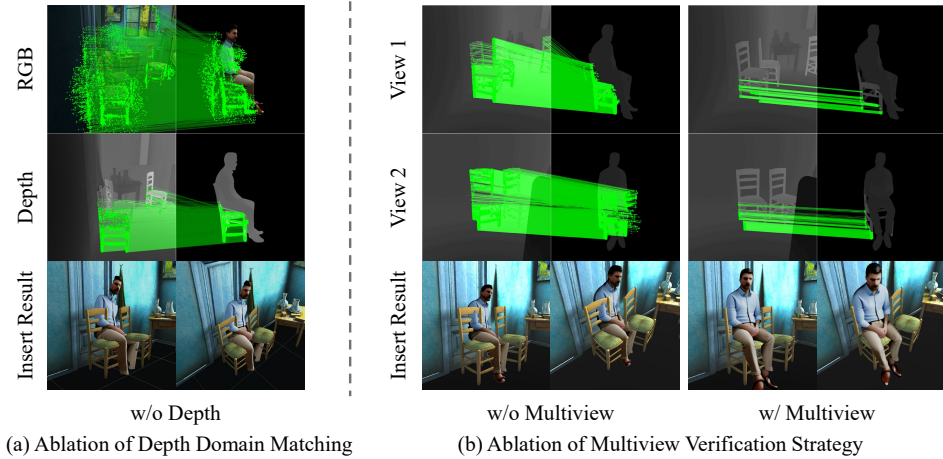 RGB
Depth
Insert Result
w/o Depth
(a) Ablation of Depth Domain Matching
View 1
View 2
Insert Result
w/o Multiview
w/ Multiview
(b) Ablation of Multiview Verification Strategy